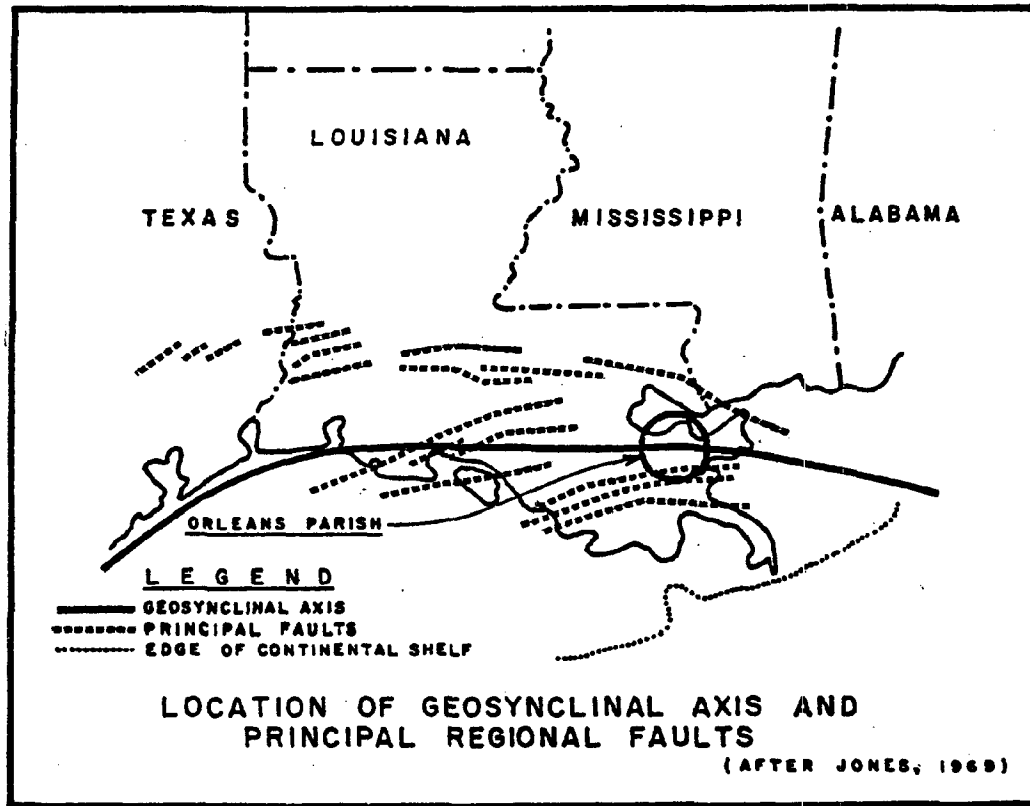 LOUISIANA
TEXAS
MISSISSIPPI
ALABAMA
ORLEANS PARISH
LEGEND
GEOSYNCLINAL AXIS
PRINCIPAL FAULTS
EDGE OF CONTINENTAL SHELF
LOCATION OF GEOSYNCLINAL AXIS AND
PRINCIPAL REGIONAL FAULTS
(AFTER JONES, 1969)